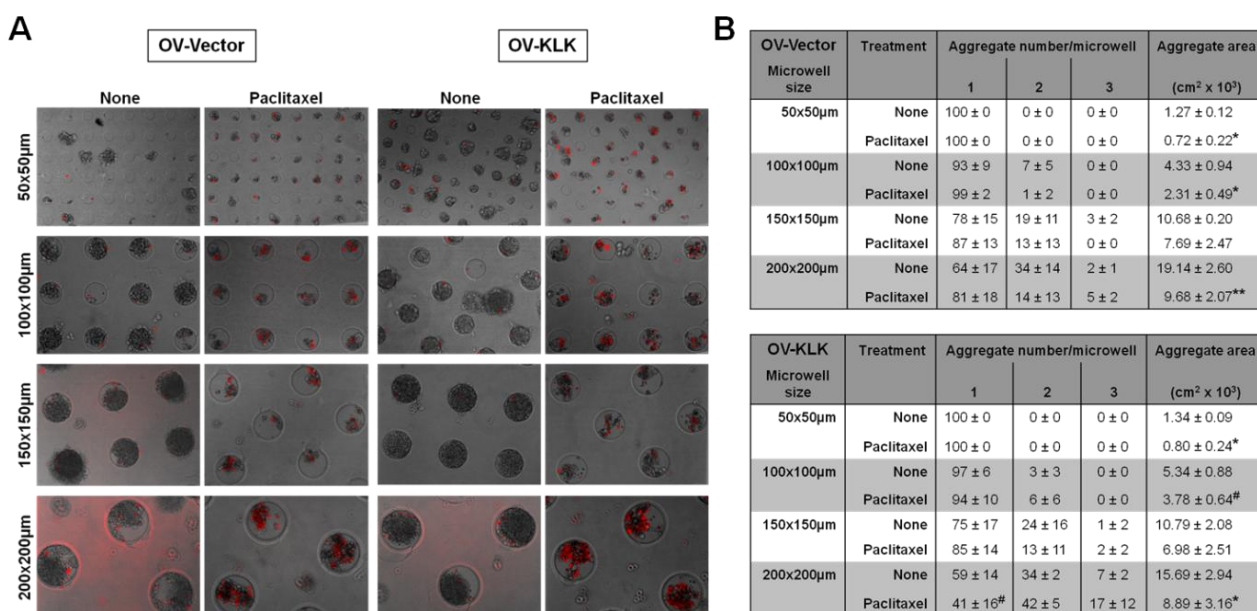 A
OV-Vector
OV-KLK
None
Paclitaxel
None
Paclitaxel
50x50µm
100x100µm
150x150µm
200x200µm
B
OV-Vector Treatment Aggregate number/microwell Aggregate area
Microwell size 1 2 3 (cm² x 10³)
50x50µm None 100 ± 0 0 ± 0 0 ± 0 1.27 ± 0.12
Paclitaxel 100 ± 0 0 ± 0 0 ± 0 0.72 ± 0.22*
100x100µm None 93 ± 9 7 ± 5 0 ± 0 4.33 ± 0.94
Paclitaxel 99 ± 2 1 ± 2 0 ± 0 2.31 ± 0.49*
150x150µm None 78 ± 15 19 ± 11 3 ± 2 10.68 ± 0.20
Paclitaxel 87 ± 13 13 ± 13 0 ± 0 7.69 ± 2.47
200x200µm None 64 ± 17 34 ± 14 2 ± 1 19.14 ± 2.60
Paclitaxel 81 ± 18 14 ± 13 5 ± 2 9.68 ± 2.07**
OV-KLK Treatment Aggregate number/microwell Aggregate area
Microwell size 1 2 3 (cm² x 10³)
50x50µm None 100 ± 0 0 ± 0 0 ± 0 1.34 ± 0.09
Paclitaxel 100 ± 0 0 ± 0 0 ± 0 0.80 ± 0.24*
100x100µm None 97 ± 6 3 ± 3 0 ± 0 5.34 ± 0.88
Paclitaxel 94 ± 10 6 ± 6 0 ± 0 3.78 ± 0.64#
150x150µm None 75 ± 17 24 ± 16 1 ± 2 10.79 ± 2.08
Paclitaxel 85 ± 14 13 ± 11 2 ± 2 6.98 ± 2.51
200x200µm None 59 ± 14 34 ± 2 7 ± 2 15.69 ± 2.94
Paclitaxel 41 ± 16# 42 ± 5 17 ± 12 8.89 ± 3.16*